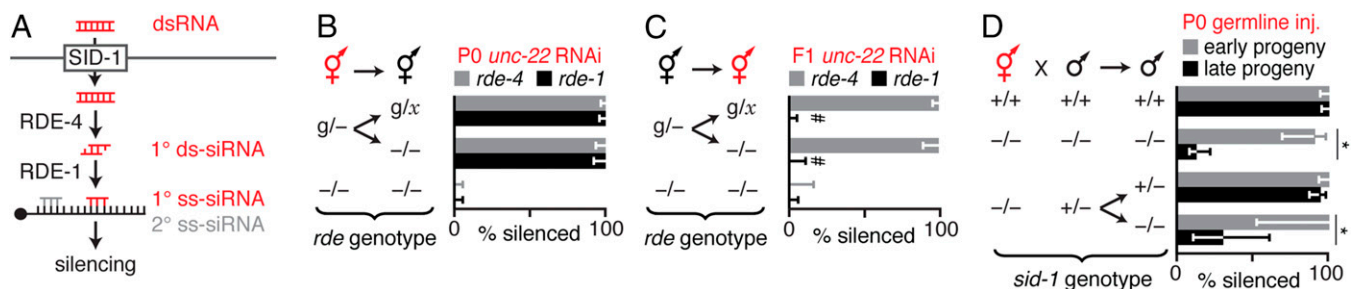 A
dsRNA
SID-1
RDE-4
1° ds-siRNA
RDE-1
1° ss-siRNA
2° ss-siRNA
silencing
B
P0 unc-22 RNAi
rde-4 rde-1
g/– g/x
–/–
–/– –/–
rde genotype
0 100
% silenced
C
F1 unc-22 RNAi
rde-4 rde-1
g/– g/x
#
–/–
#
–/– –/–
rde genotype
0 100
% silenced
D
P0 germline inj.
early progeny
late progeny
X
+/+ +/+ +/+
–/– –/– –/–
*
+/–
–/– +/–
–/–
*
sid-1 genotype
0 100
% silenced